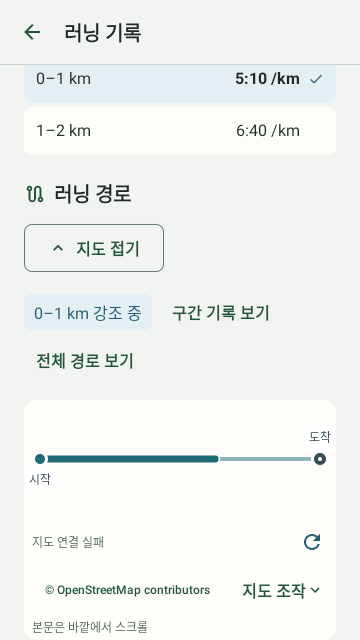 러닝 기록
0–1 km 5:10 /km
1–2 km 6:40 /km
러닝 경로
지도 접기
0–1 km 강조 중 구간 기록 보기
전체 경로 보기
도착
시작
지도 연결 실패
© OpenStreetMap contributors 지도 조작
본문은 바깥에서 스크롤